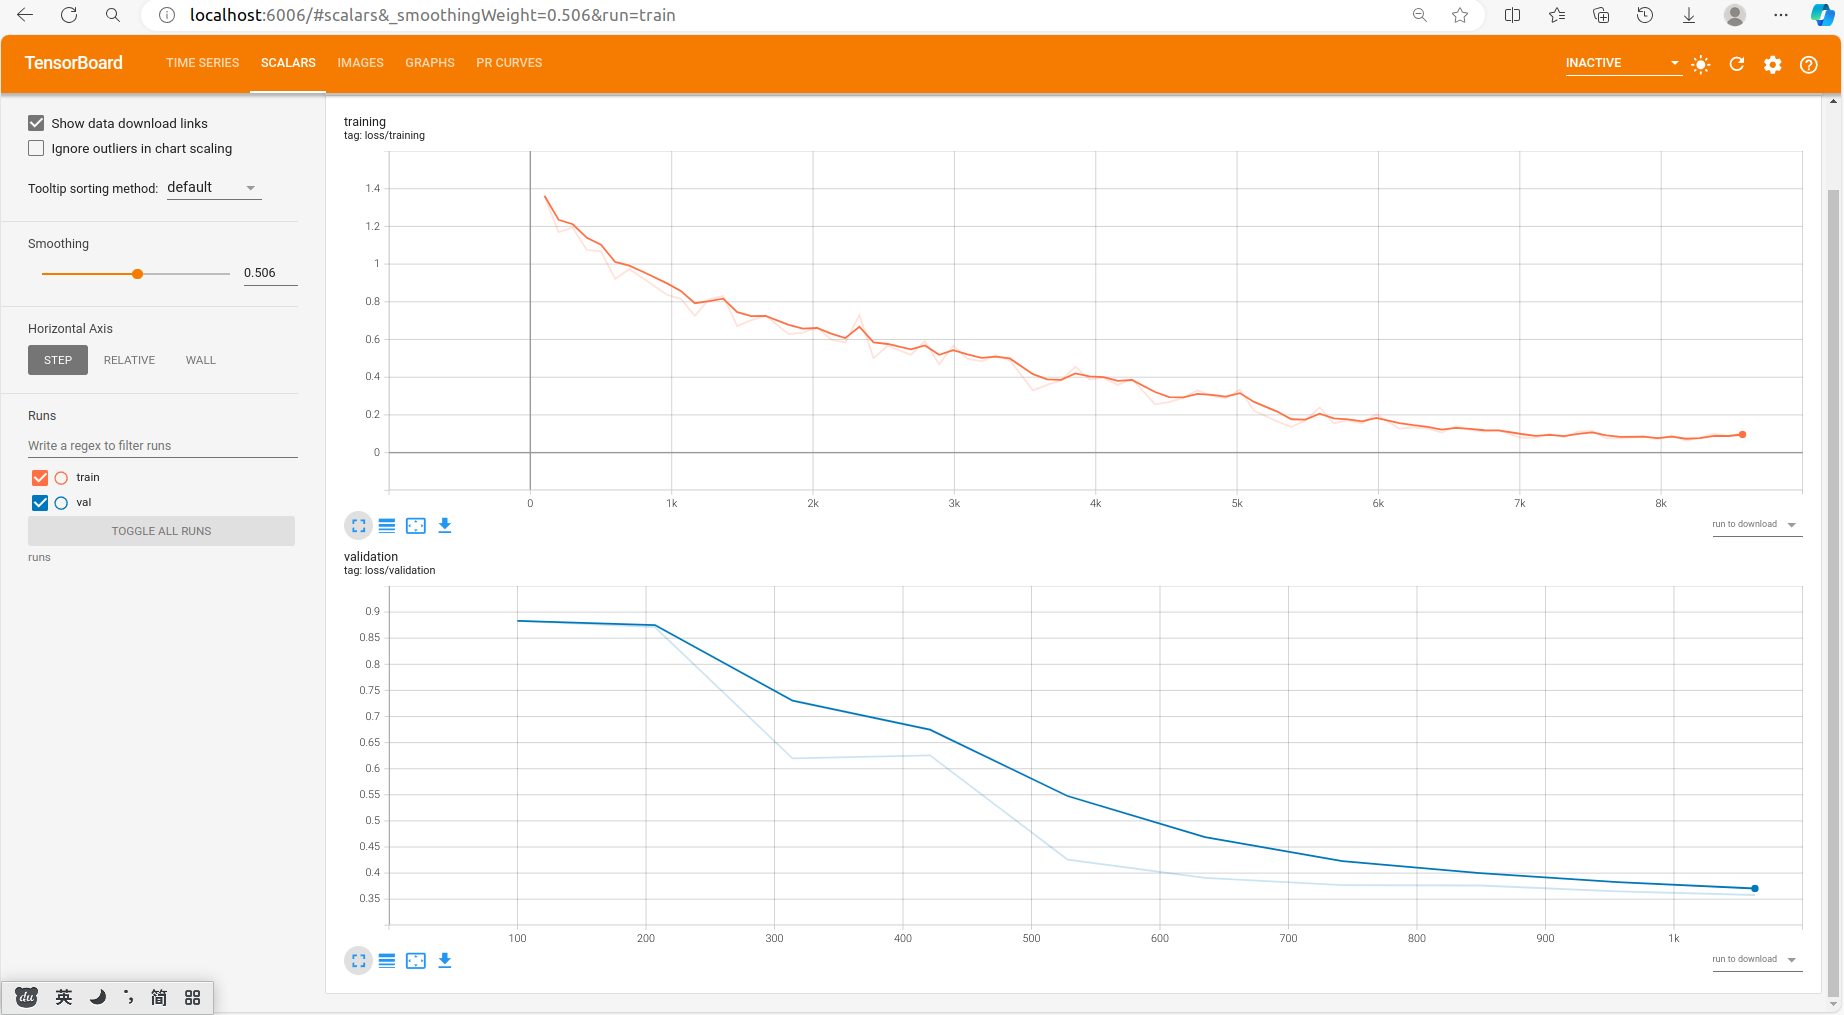 localhost:6006/#scalars&_smoothingWeight=0.506&run=train
TensorBoard
TIME SERIES
SCALARS
IMAGES
GRAPHS
PR CURVES
INACTIVE
Show data download links
Ignore outliers in chart scaling
Tooltip sorting method: default
Smoothing
0.506
Horizontal Axis
STEP
RELATIVE
WALL
Runs
Write a regex to filter runs
train
val
TOGGLE ALL RUNS
runs
training
tag: loss/training
1.4
1.2
1
0.8
0.6
0.4
0.2
0
0 1k 2k 3k 4k 5k 6k 7k 8k
run to download
validation
tag: loss/validation
0.9
0.85
0.8
0.75
0.7
0.65
0.6
0.55
0.5
0.45
0.4
0.35
100 200 300 400 500 600 700 800 900 1k
run to download
du 英 简